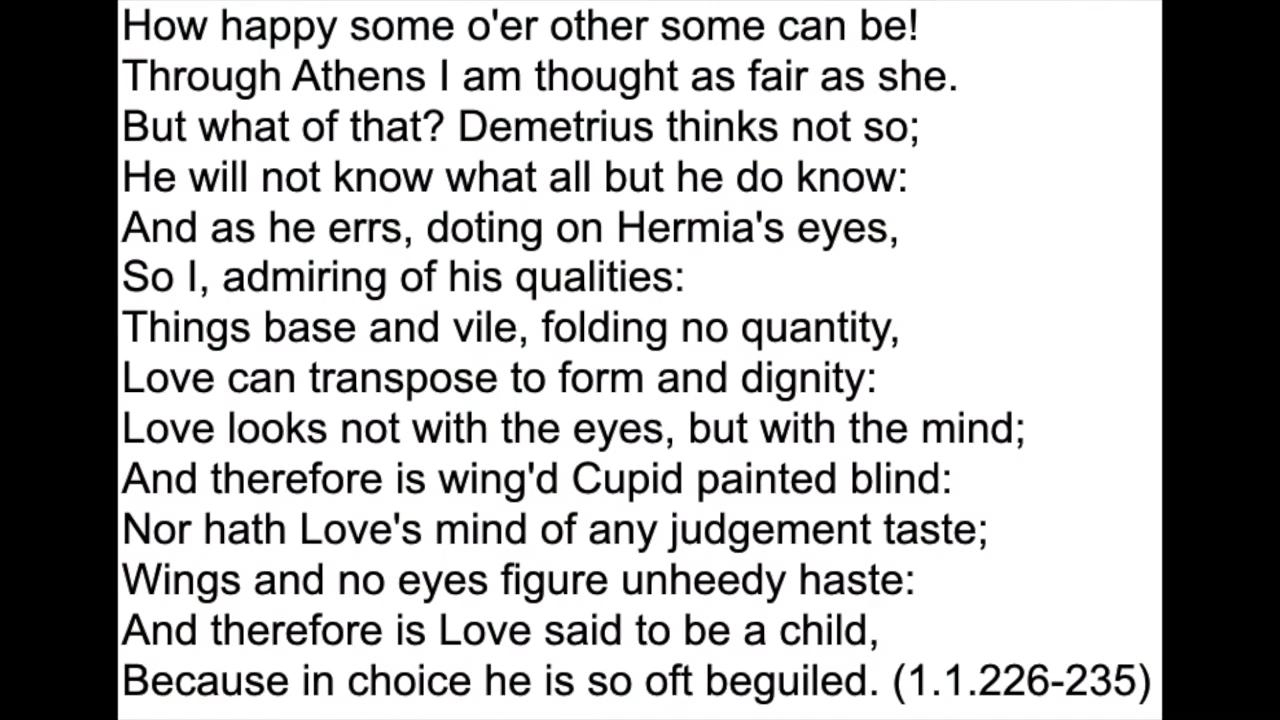 How happy some o'er other some can be!
Through Athens I am thought as fair as she.
But what of that? Demetrius thinks not so;
He will not know what all but he do know:
And as he errs, doting on Hermia's eyes,
So I, admiring of his qualities:
Things base and vile, folding no quantity,
Love can transpose to form and dignity:
Love looks not with the eyes, but with the mind;
And therefore is wing'd Cupid painted blind:
Nor hath Love's mind of any judgement taste;
Wings and no eyes figure unheedy haste:
And therefore is Love said to be a child,
Because in choice he is so oft beguiled. (1.1.226-235)